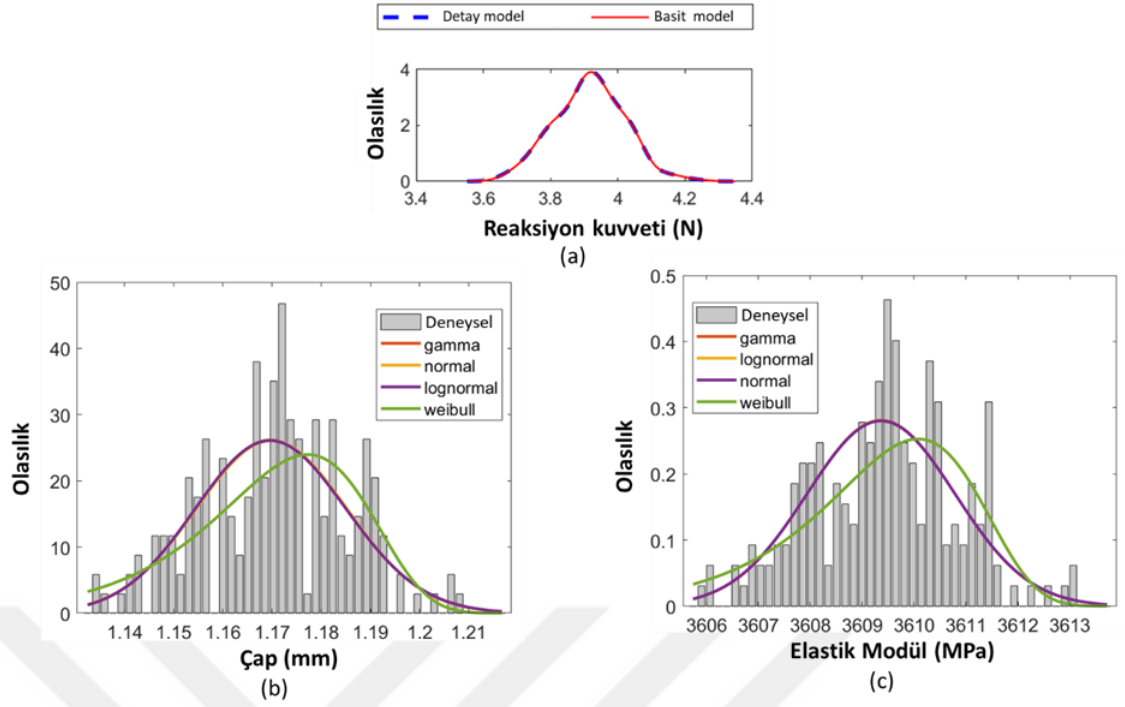 Detay model Basit model
4
2
0
Olasılık
3.4 3.6 3.8 4 4.2 4.4
Reaksiyon kuvveti (N)
(a)
50
40
30
20
10
0
Olasılık
Deneysel
gamma
normal
lognormal
weibull
1.14 1.15 1.16 1.17 1.18 1.19 1.2 1.21
Çap (mm)
(b)
0.5
0.4
0.3
0.2
0.1
0
Olasılık
Deneysel
gamma
lognormal
normal
weibull
3606 3607 3608 3609 3610 3611 3612 3613
Elastik Modül (MPa)
(c)